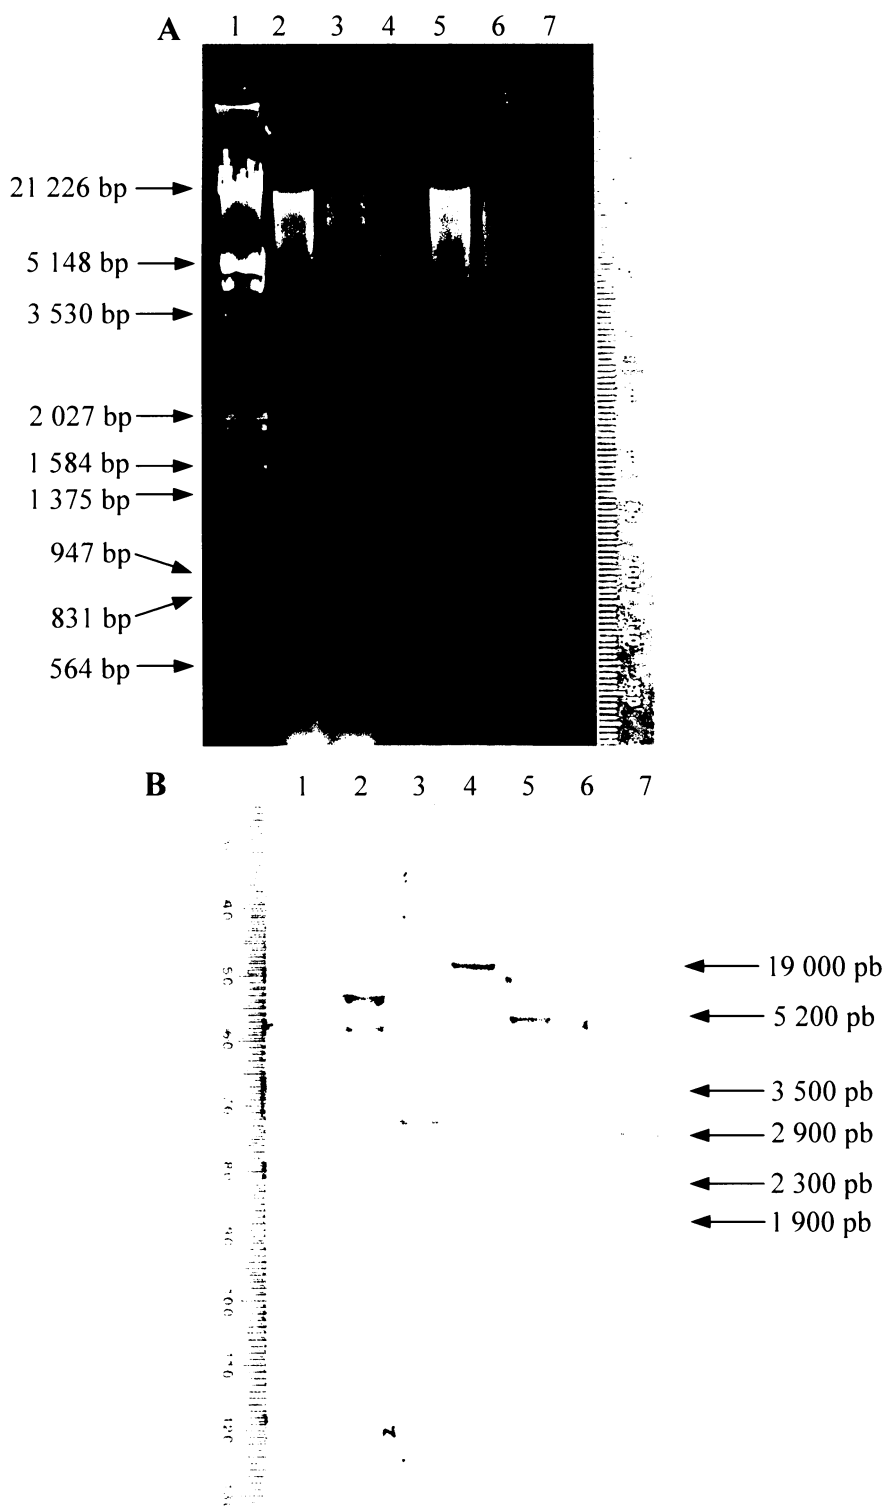 A 1 2 3 4 5 6 7
21 226 bp
5 148 bp
3 530 bp
2 027 bp
1 584 bp
1 375 bp
947 bp
831 bp
564 bp
B 1 2 3 4 5 6 7
19 000 pb
5 200 pb
3 500 pb
2 900 pb
2 300 pb
1 900 pb